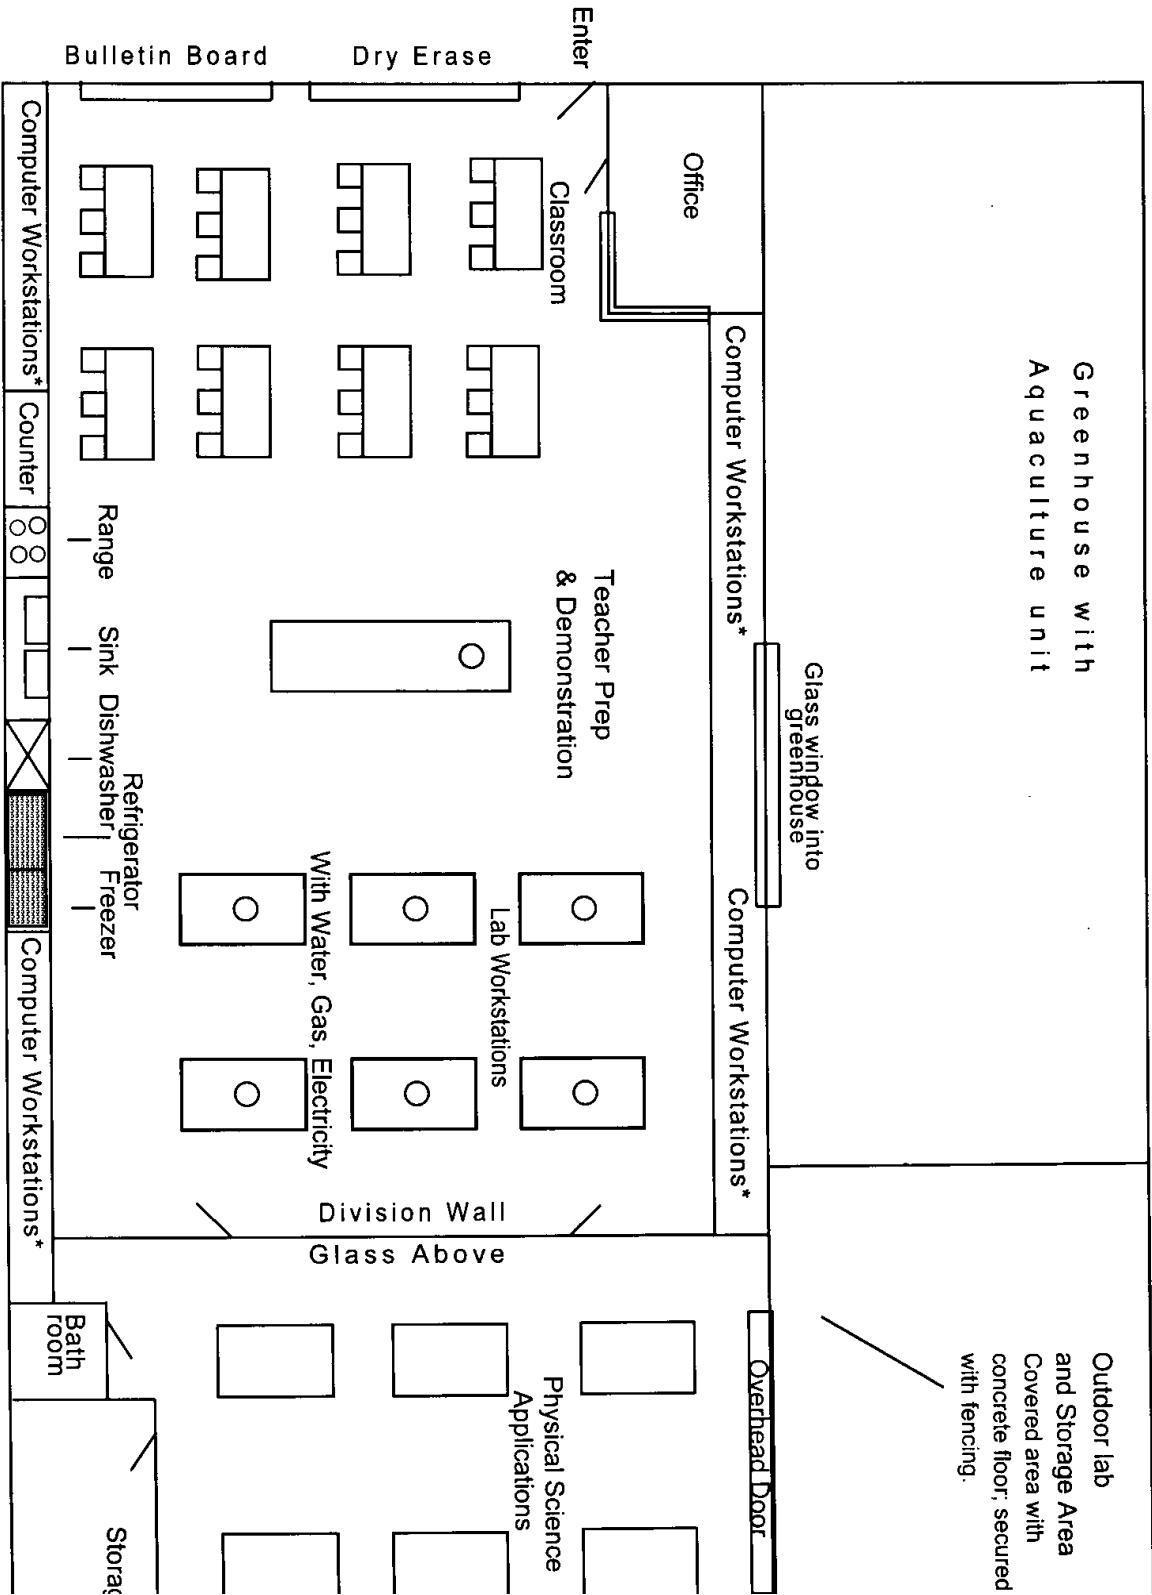 Bulletin Board
Dry Erase
Enter
Computer Workstations*
Classroom
Office
Greenhouse with
Aquaculture unit
Computer Workstations*
Counter
Range
Sink
Dishwasher
Refrigerator
Freezer
Computer Workstations*
Teacher Prep
& Demonstration
Glass window into
greenhouse
Computer Workstations*
Lab Workstations
With Water, Gas, Electricity
Division Wall
Glass Above
Bath
room
Physical Science
Applications
Overhead Door
Outdoor lab
and Storage Area
Covered area with
concrete floor; secured
with fencing.
Storag